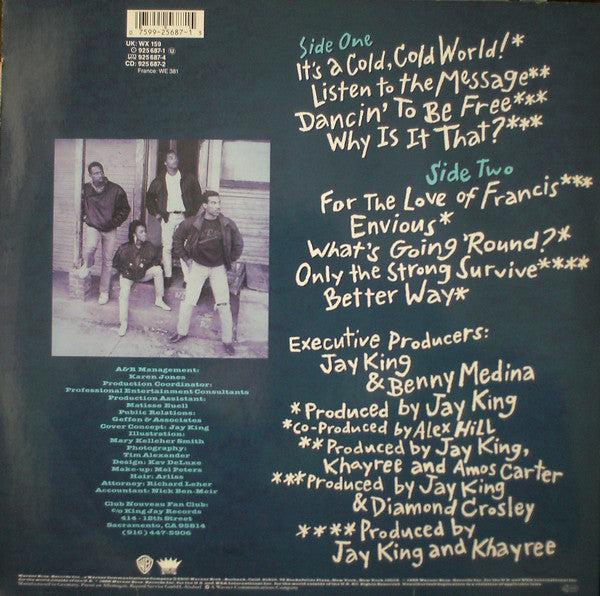 0 7599-25687-1 5
UK: WX 159
925 687-1 U
925 687-4
CD: 925 687-2
France: WE 381
Side One
It's a Cold, Cold World!*
Listen to the Message**
Dancin' To Be Free***
Why Is It That?***
Side Two
For The Love of Francis***
Envious*
What's Going 'Round?*
Only the Strong Survive****
Better Way*
Executive Producers:
Jay King
& Benny Medina
*Produced by Jay King
*Co-Produced by Alex Hill
**Produced by Jay King,
Khayree and Amos Carter
***Produced by Jay King
& Diamond Crosley
****Produced by
Jay King and Khayree
A&R Management:
Karen Jones
Production Coordinator:
Professional Entertainment Consultants
Production Assistant:
Matisse Euell
Public Relations:
Geffen & Associates
Cover Concept: Jay King
Illustration:
Mary Kelleher Smith
Photography:
Tim Alexander
Design: Kav DeLuxe
Make-up: Mel Peters
Hair: Arliss
Attorney: Richard Leher
Accountant: Nick Ben-Meir
Club Nouveau Fan Club:
c/o King Jay Records
414 - 12th Street
Sacramento, CA 95814
(916) 447-5906
WB